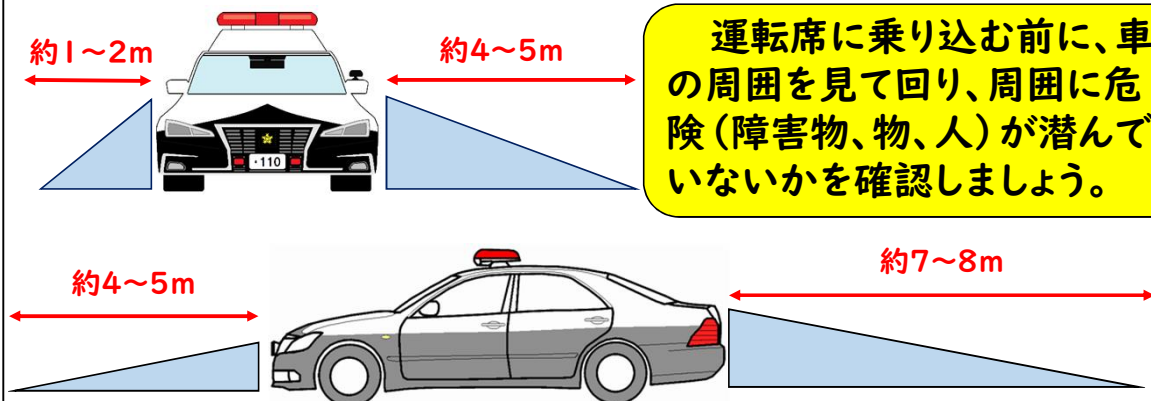 約1～2m
約4～5m
運転席に乗り込む前に、車
の周囲を見て回り、周囲に危
険（障害物、物、人）が潜んで
いないかを確認しましょう。
・110
約4～5m
約7～8m